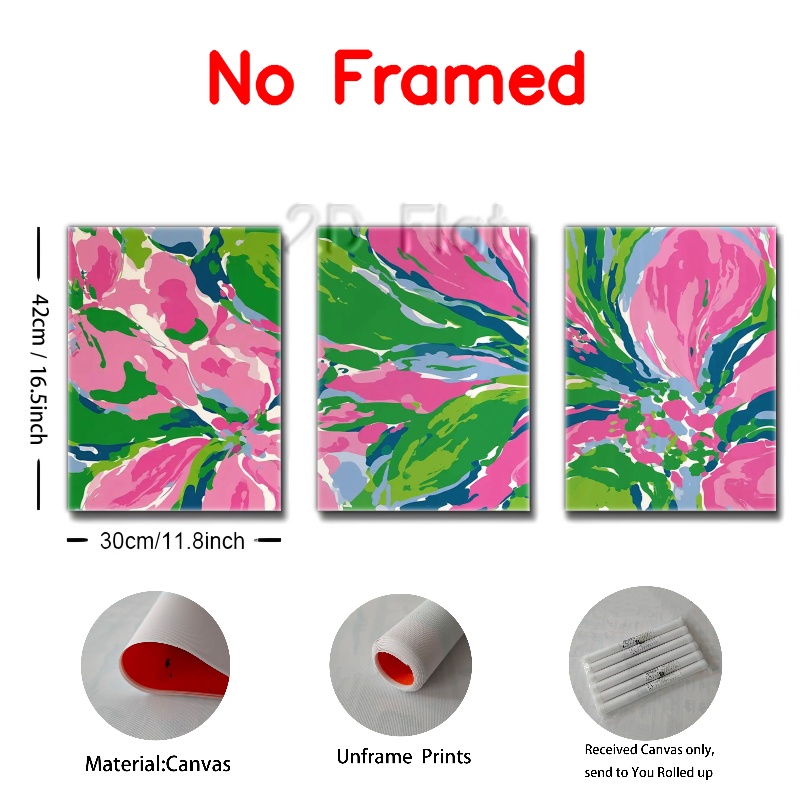 No Framed
2D Flat
42cm / 16.5inch
30cm/11.8inch
Material:Canvas
Unframe Prints
Received Canvas only,
send to You Rolled up